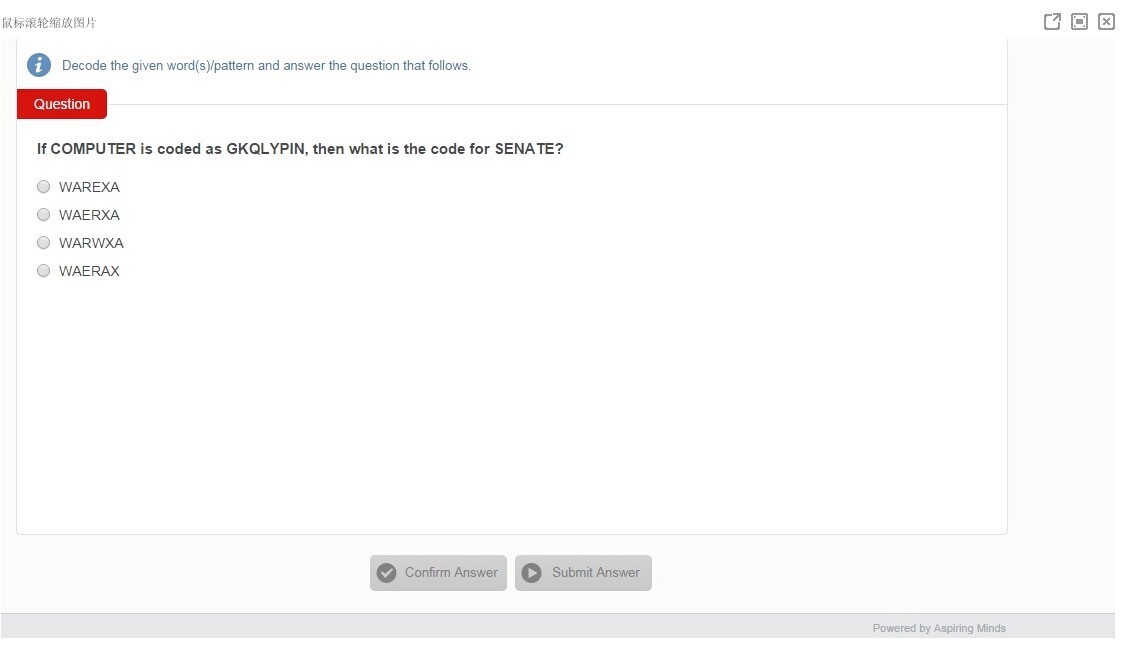 鼠标滚轮缩放图片
Decode the given word(s)/pattern and answer the question that follows.
Question
If COMPUTER is coded as GKQLYPIN, then what is the code for SENATE?
WAREXA
WAERXA
WARWXA
WAERAX
Confirm Answer
Submit Answer
Powered by Aspiring Minds